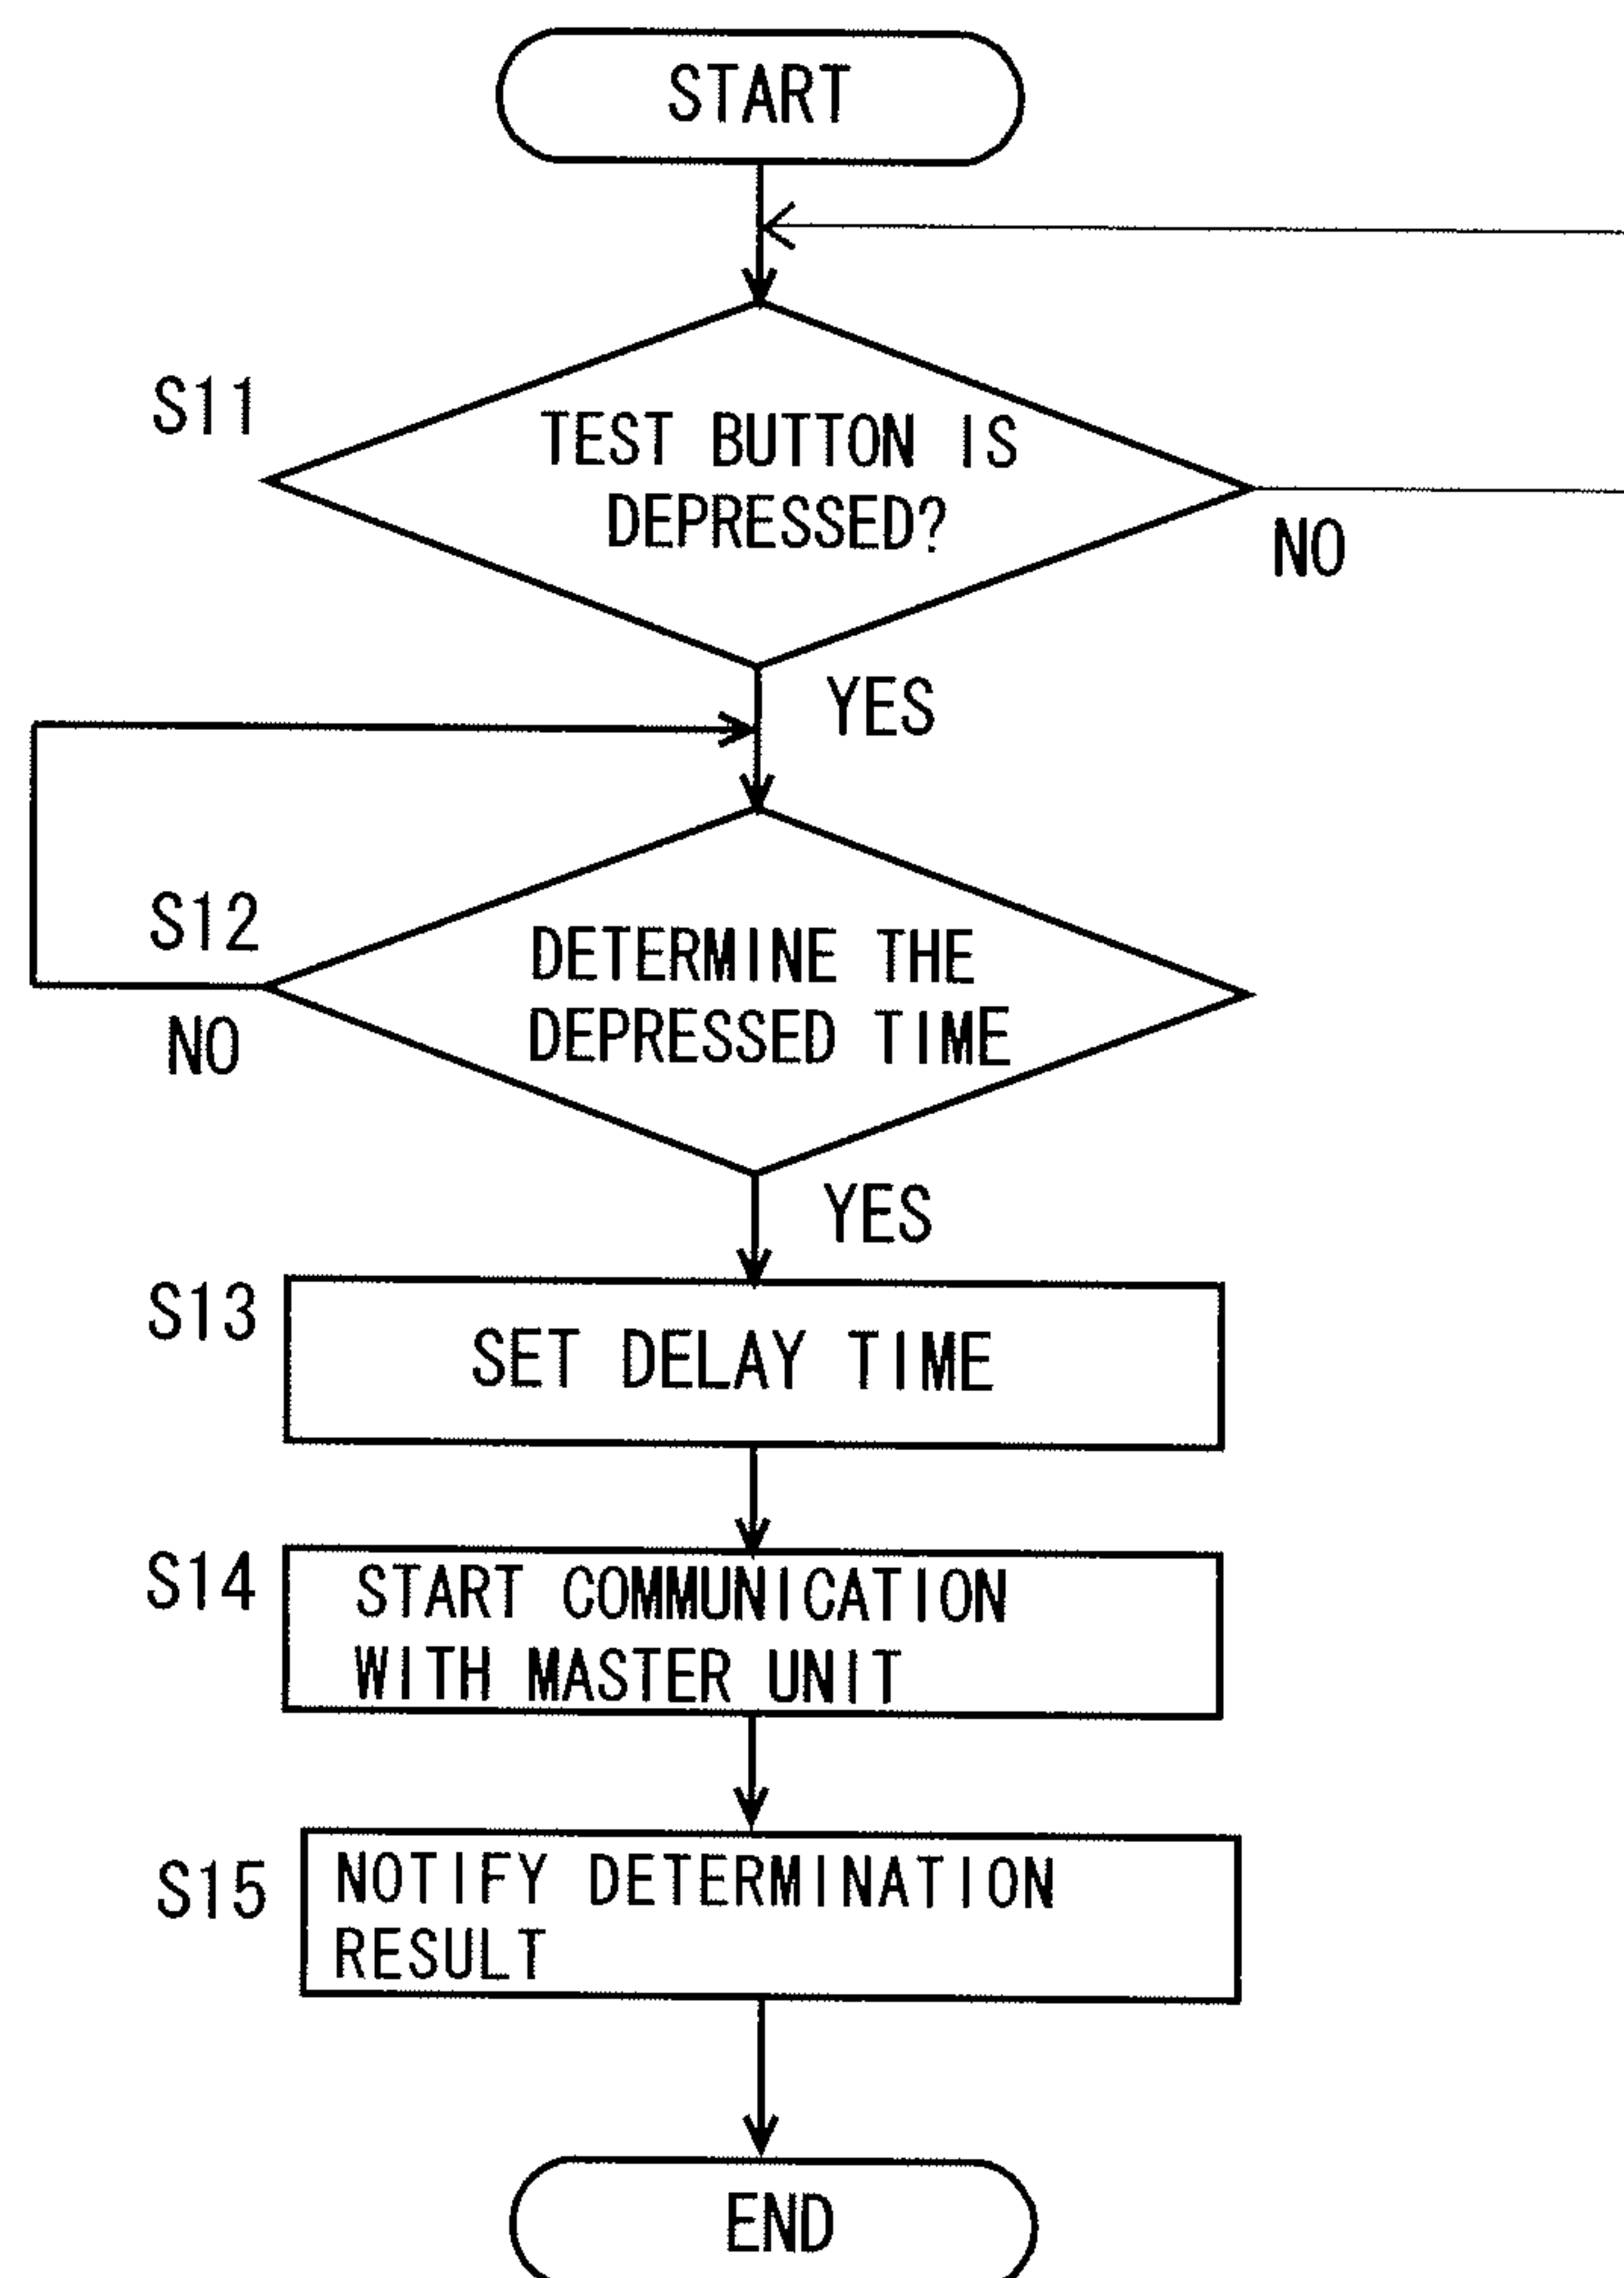 START
S11
TEST BUTTON IS
DEPRESSED?
NO
YES
S12
DETERMINE THE
DEPRESSED TIME
NO
YES
S13
SET DELAY TIME
S14
START COMMUNICATION
WITH MASTER UNIT
S15
NOTIFY DETERMINATION
RESULT
END